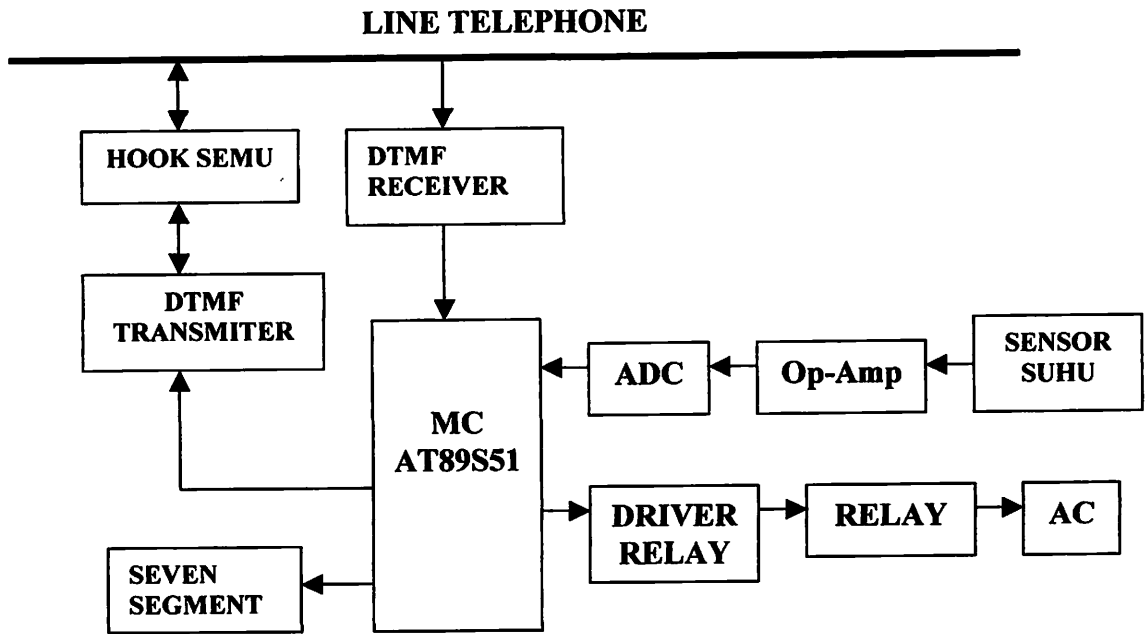 LINE TELEPHONE
HOOK SEMU
DTMF
RECEIVER
DTMF
TRANSMITER
MC
AT89S51
ADC
Op-Amp
SENSOR
SUHU
DRIVER
RELAY
RELAY
AC
SEVEN
SEGMENT